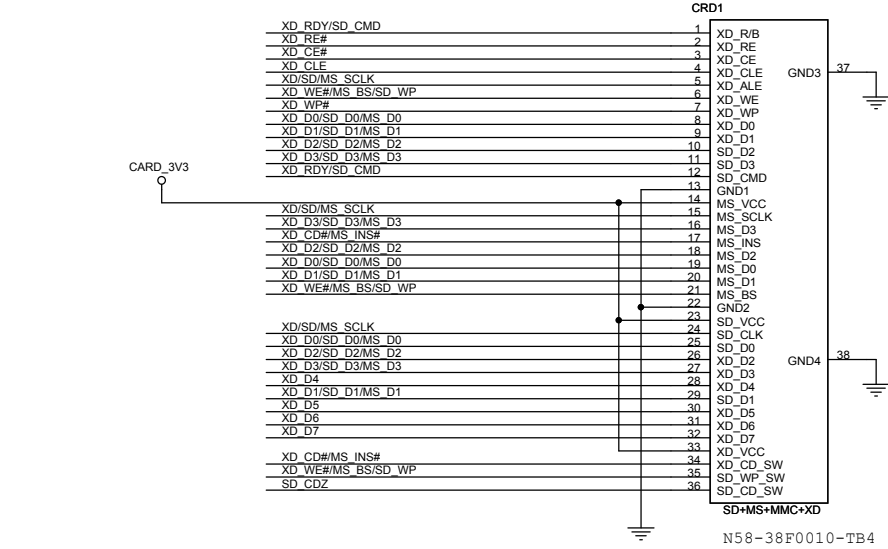 CRD1
XD_RDY/SD_CMD 1 XD_R/B
XD_RE# 2 XD_RE
XD_CE# 3 XD_CE
XD_CLE 4 XD_CLE GND3 37
XD/SD/MS_SCLK 5 XD_ALE
XD_WE#/MS_BS/SD_WP 6 XD_WE
XD_WP# 7 XD_WP
XD_D0/SD_D0/MS_D0 8 XD_D0
XD_D1/SD_D1/MS_D1 9 XD_D1
XD_D2/SD_D2/MS_D2 10 SD_D2
XD_D3/SD_D3/MS_D3 11 SD_D3
XD_RDY/SD_CMD 12 SD_CMD
CARD_3V3
13 GND1
14 MS_VCC
XD/SD/MS_SCLK 15 MS_SCLK
XD_D3/SD_D3/MS_D3 16 MS_D3
XD_CD#/MS_INS# 17 MS_INS
XD_D2/SD_D2/MS_D2 18 MS_D2
XD_D0/SD_D0/MS_D0 19 MS_D0
XD_D1/SD_D1/MS_D1 20 MS_D1
XD_WE#/MS_BS/SD_WP 21 MS_BS
22 GND2
23 SD_VCC
XD/SD/MS_SCLK 24 SD_CLK
XD_D0/SD_D0/MS_D0 25 SD_D0
XD_D2/SD_D2/MS_D2 26 XD_D2 GND4 38
XD_D3/SD_D3/MS_D3 27 XD_D3
XD_D4 28 XD_D4
XD_D1/SD_D1/MS_D1 29 SD_D1
XD_D5 30 XD_D5
XD_D6 31 XD_D6
XD_D7 32 XD_D7
33 XD_VCC
XD_CD#/MS_INS# 34 XD_CD_SW
XD_WE#/MS_BS/SD_WP 35 SD_WP_SW
SD_CDZ 36 SD_CD_SW
SD+MS+MMC+XD
N58-38F0010-TB4